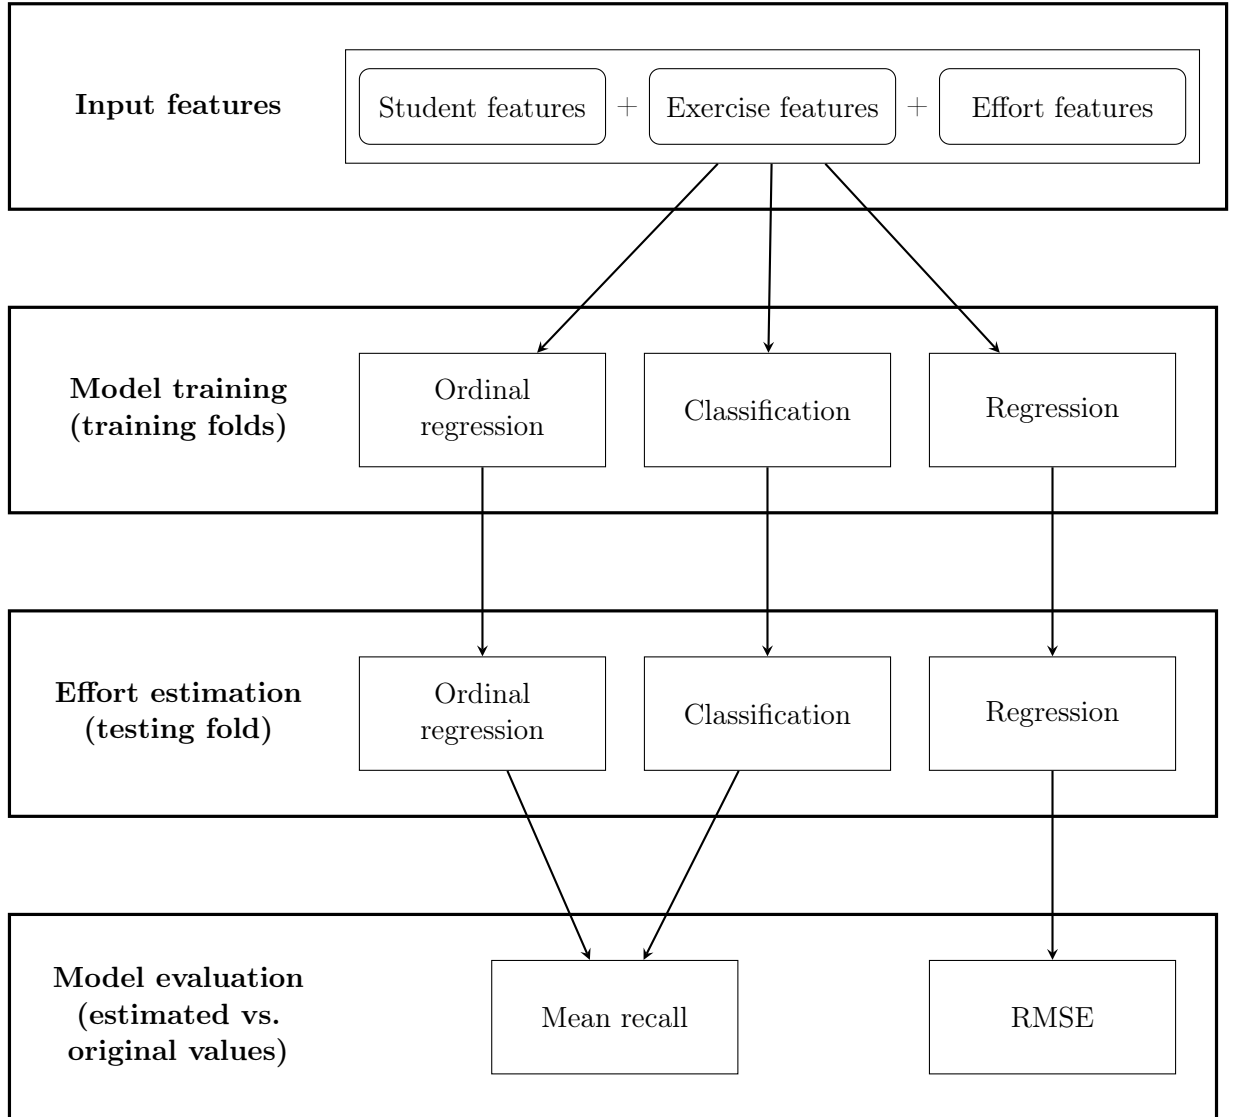 Input features
Student features + Exercise features + Effort features
Model training
(training folds)
Ordinal
regression
Classification
Regression
Effort estimation
(testing fold)
Ordinal
regression
Classification
Regression
Model evaluation
(estimated vs.
original values)
Mean recall
RMSE